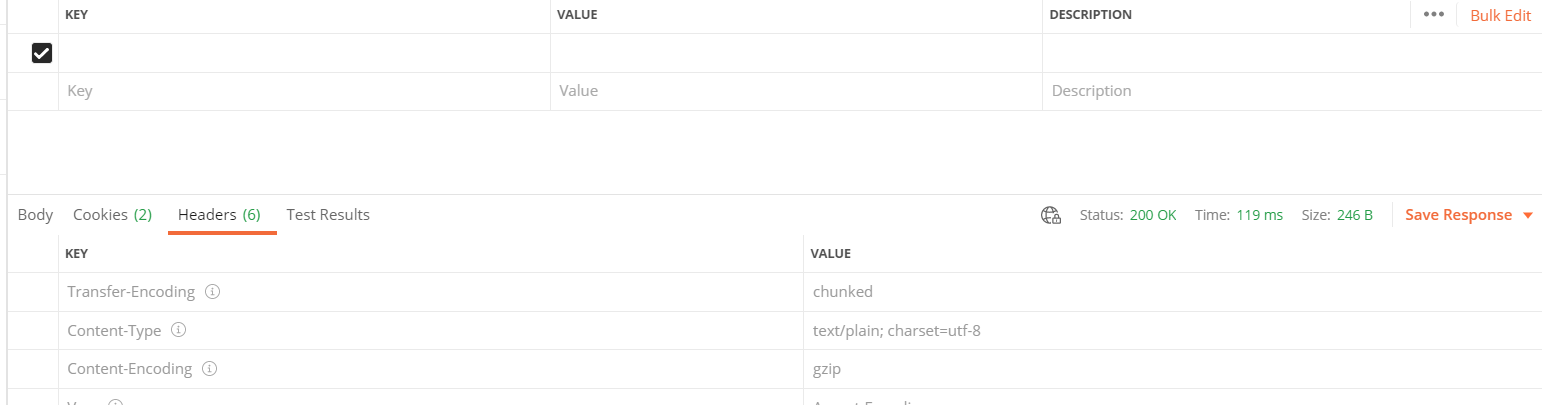 KEY VALUE DESCRIPTION ••• Bulk Edit
Key Value Description
Body Cookies (2) Headers (6) Test Results Status: 200 OK Time: 119 ms Size: 246 B Save Response
KEY VALUE
Transfer-Encoding chunked
Content-Type text/plain; charset=utf-8
Content-Encoding gzip